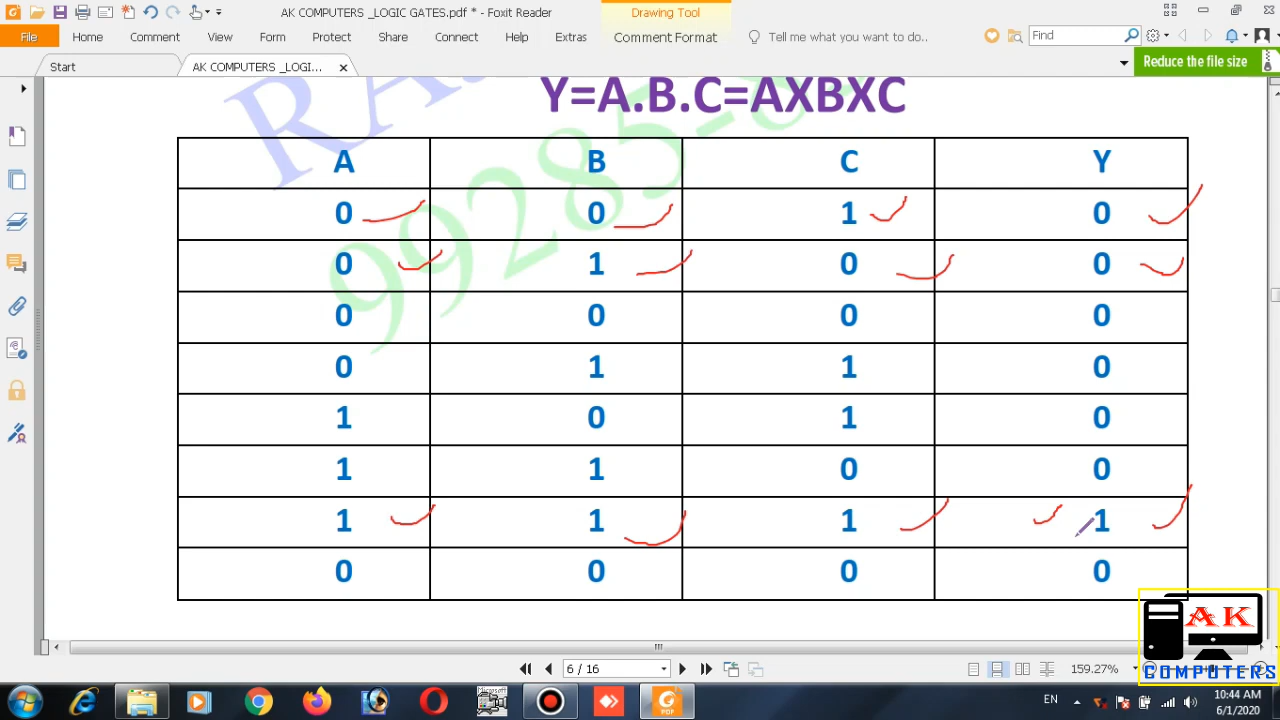 AK COMPUTERS _LOGIC GATES.pdf * - Foxit Reader
Drawing Tool
File Home Comment View Form Protect Share Connect Help Extras Comment Format Tell me what you want to do.. Find
Start AK COMPUTERS _LOGI... Reduce the file size
Y=A.B.C=AXBXC
A B C Y
0 0 1 0
0 1 0 0
0 0 0 0
0 1 1 0
1 0 1 0
1 1 0 0
1 1 1 1
0 0 0 0
AK
COMPUTERS
6 / 16 159.27%
EN 10:44 AM
6/1/2020